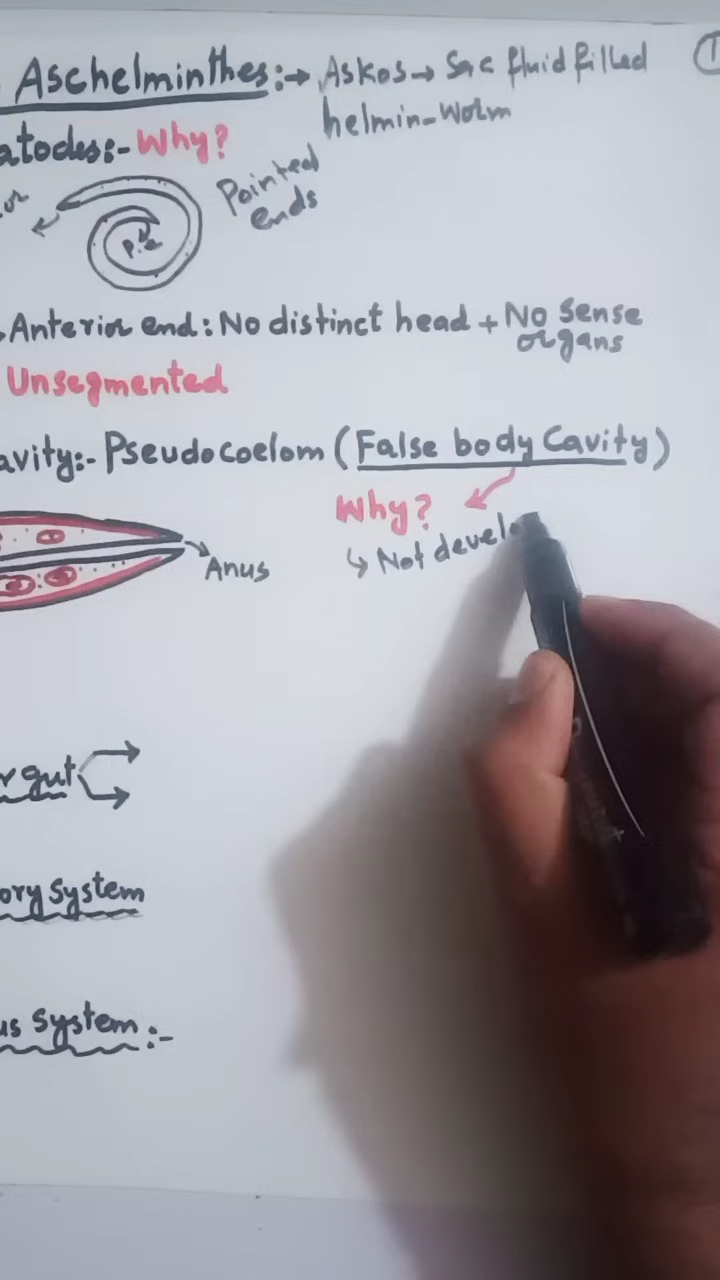 Aschelminthes:→ Askos→ Sac fluid filled
helmin-Worm
atodes:- Why?
Pointed
ends
P.e
Anterior end: No distinct head + No Sense
organs
Unsegmented
avity:- Pseudocoelom (False body Cavity)
Why?
↳ Not develo
Anus
gut
ory System
us System:-